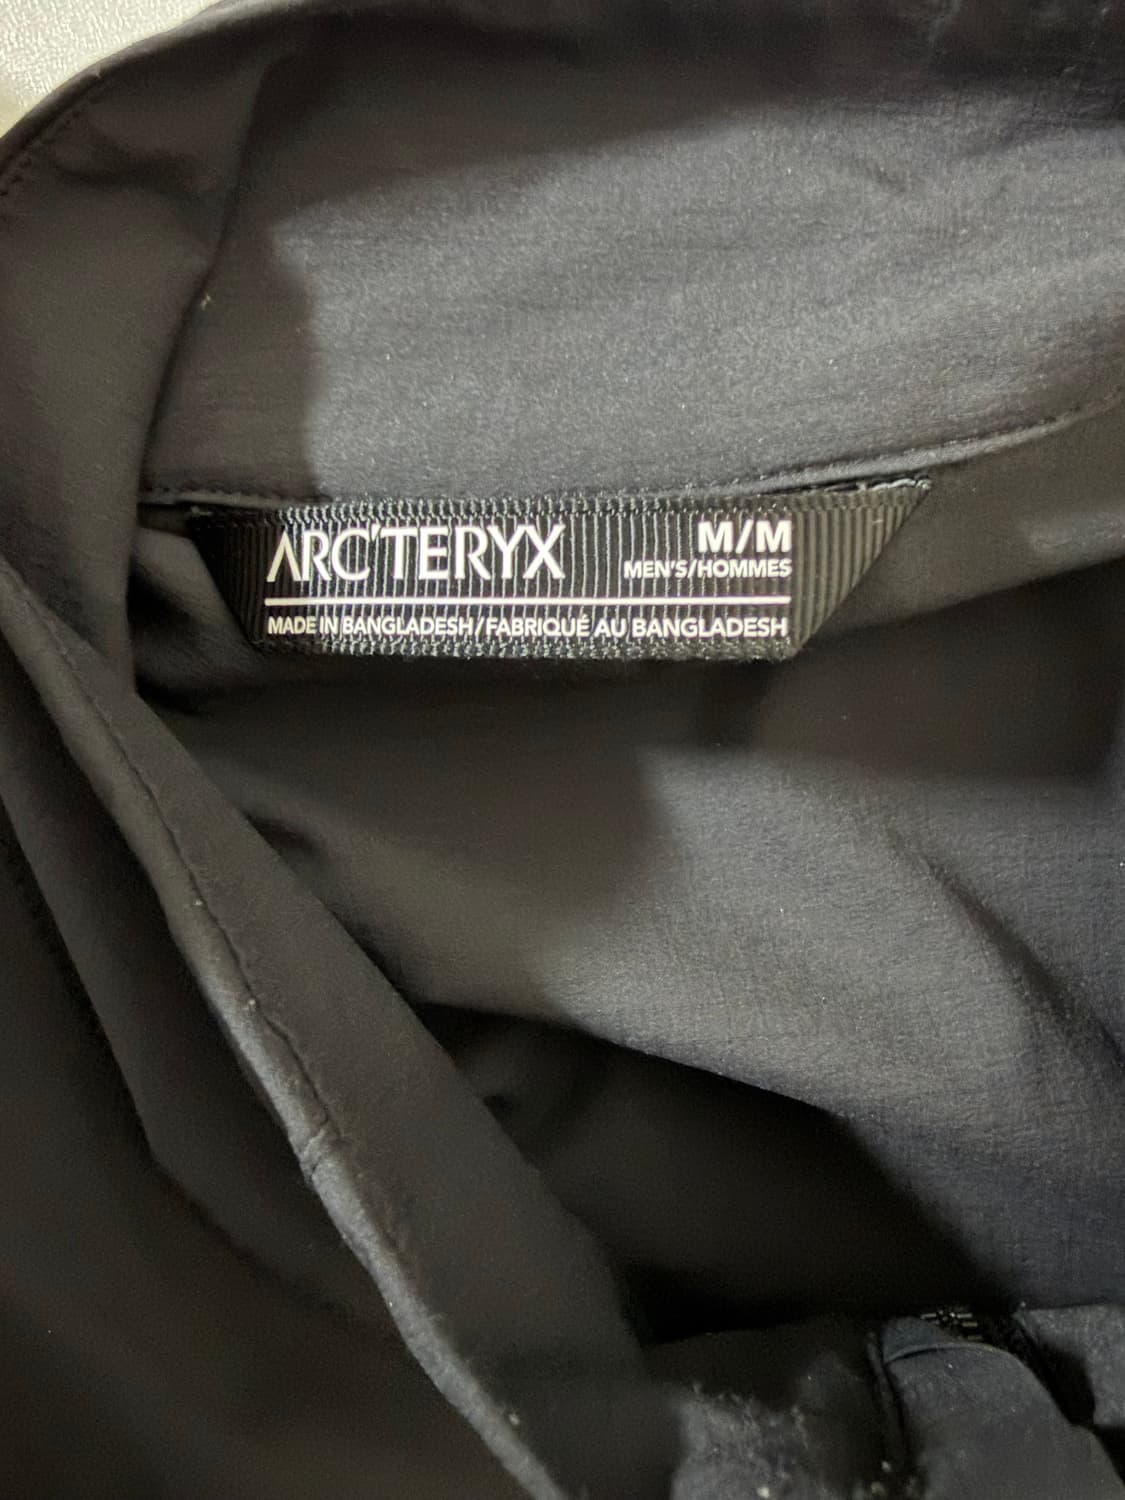 ARC'TERYX
M/M
MEN'S/HOMMES
MADE IN BANGLADESH/FABRIQUÉ AU BANGLADESH